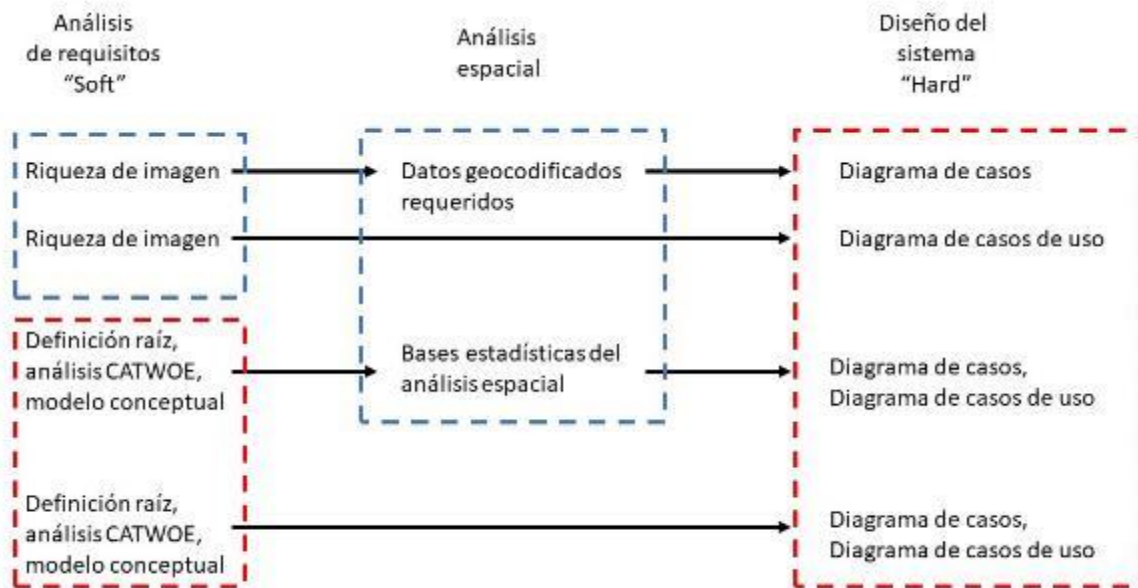 Análisis
de requisitos
“Soft”
Análisis
espacial
Diseño del
sistema
“Hard”
Riqueza de imagen
Datos geocodificados
requeridos
Diagrama de casos
Riqueza de imagen
Diagrama de casos de uso
Definición raíz,
análisis CATWOE,
modelo conceptual
Bases estadísticas del
análisis espacial
Diagrama de casos,
Diagrama de casos de uso
Definición raíz,
análisis CATWOE,
modelo conceptual
Diagrama de casos,
Diagrama de casos de uso